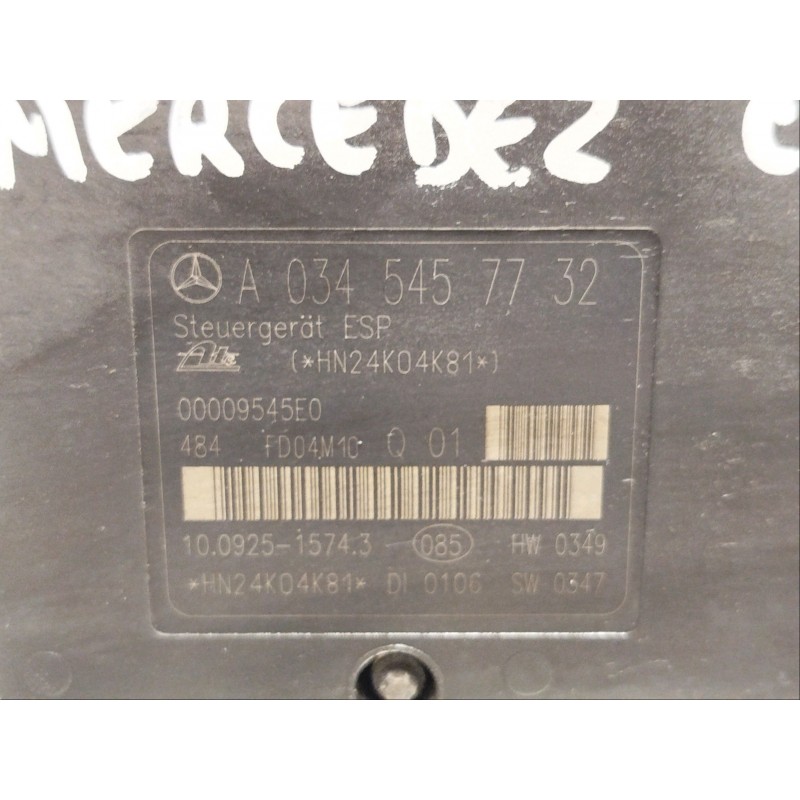 MERCEDEZ C
A 034 545 77 32
Steuergerät ESP
Ate (*HN24K04K81*)
00009545E0
484 FD04M10 Q 01
10.0925-1574.3 085 HW 0349
*HN24K04K81* DI 0106 SW 0347